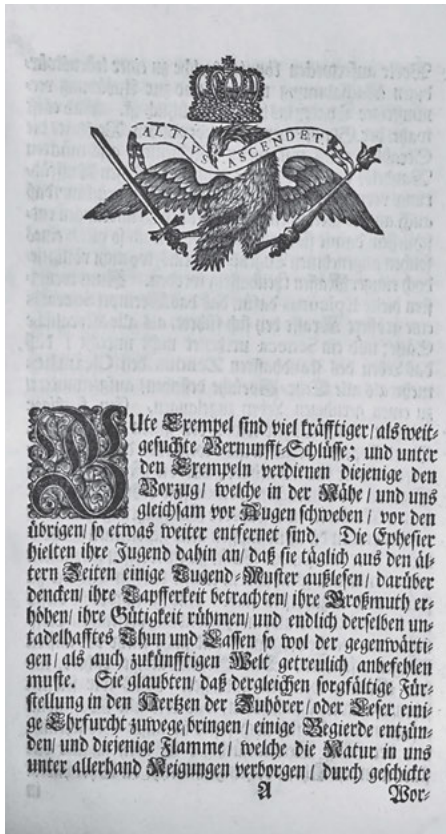 ALTIVS ASCENDET
GUte Exempel sind viel kräfftiger/ als weit-
gesuchte Vernunfft-Schlüsse; und unter
den Exempeln verdienen diejenige den
Vorzug/ welche in der Nähe/ und uns
gleichsam vor Augen schweben/ vor den
übrigen/ so etwas weiter entfernet sind. Die Ephesier
hielten ihre Jugend dahin an/ daß sie täglich aus den äl-
tern Zeiten einige Tugend-Muster außlesen/ darüber
dencken/ ihre Tapfferkeit betrachten/ ihre Großmuth er-
höhen/ ihre Gütigkeit rühmen/ und endlich derselben un-
tadelhafftes Thun und Lassen so wol der gegenwärti-
gen/ als auch zukünfftigen Welt getreulich anbefehlen
muste. Sie glaubten/ daß dergleichen sorgfältige Für-
stellung in den Hertzen der Zuhörer/ oder Leser eini-
ge Ehrfurcht zuwege bringen/ einige Begierde entzün-
den/ und diejenige Flamme/ welche die Natur in uns
unter allerhand Neigungen verborgen/ durch geschickte
A Vor-